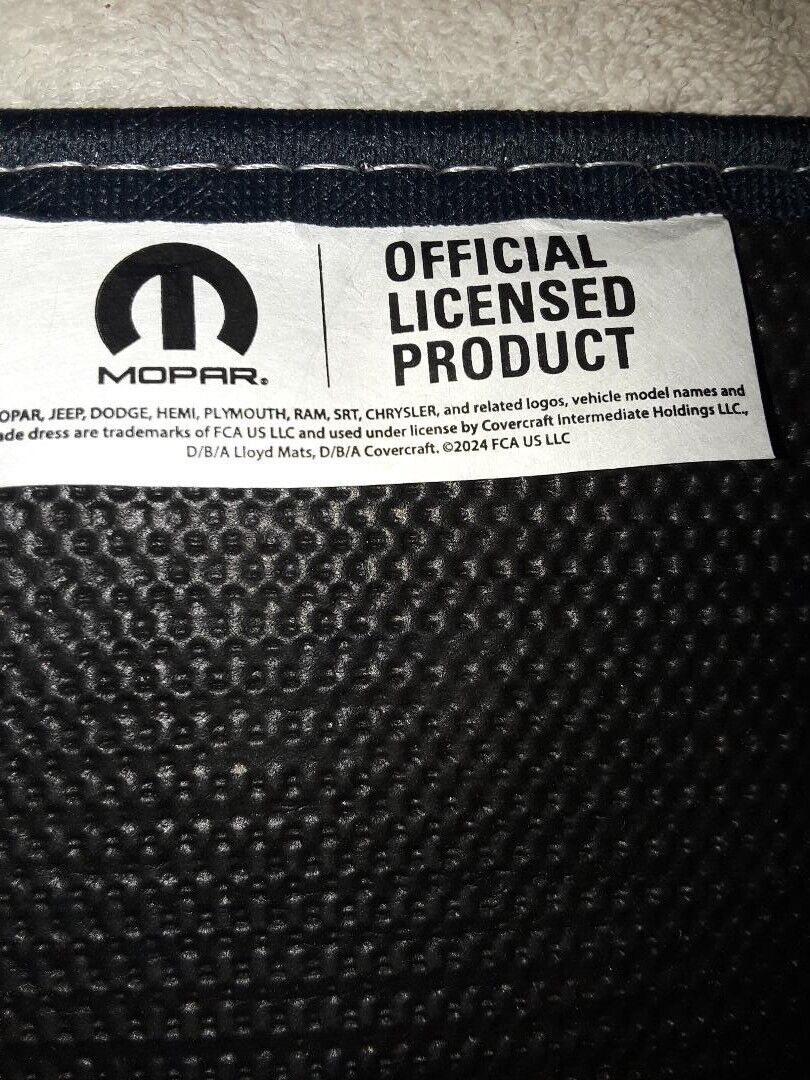 OFFICIAL
LICENSED
PRODUCT
MOPAR®
OPAR, JEEP, DODGE, HEMI, PLYMOUTH, RAM, SRT, CHRYSLER, and related logos, vehicle model names and
ade dress are trademarks of FCA US LLC and used under license by Covercraft Intermediate Holdings LLC.,
D/B/A Lloyd Mats, D/B/A Covercraft. ©2024 FCA US LLC